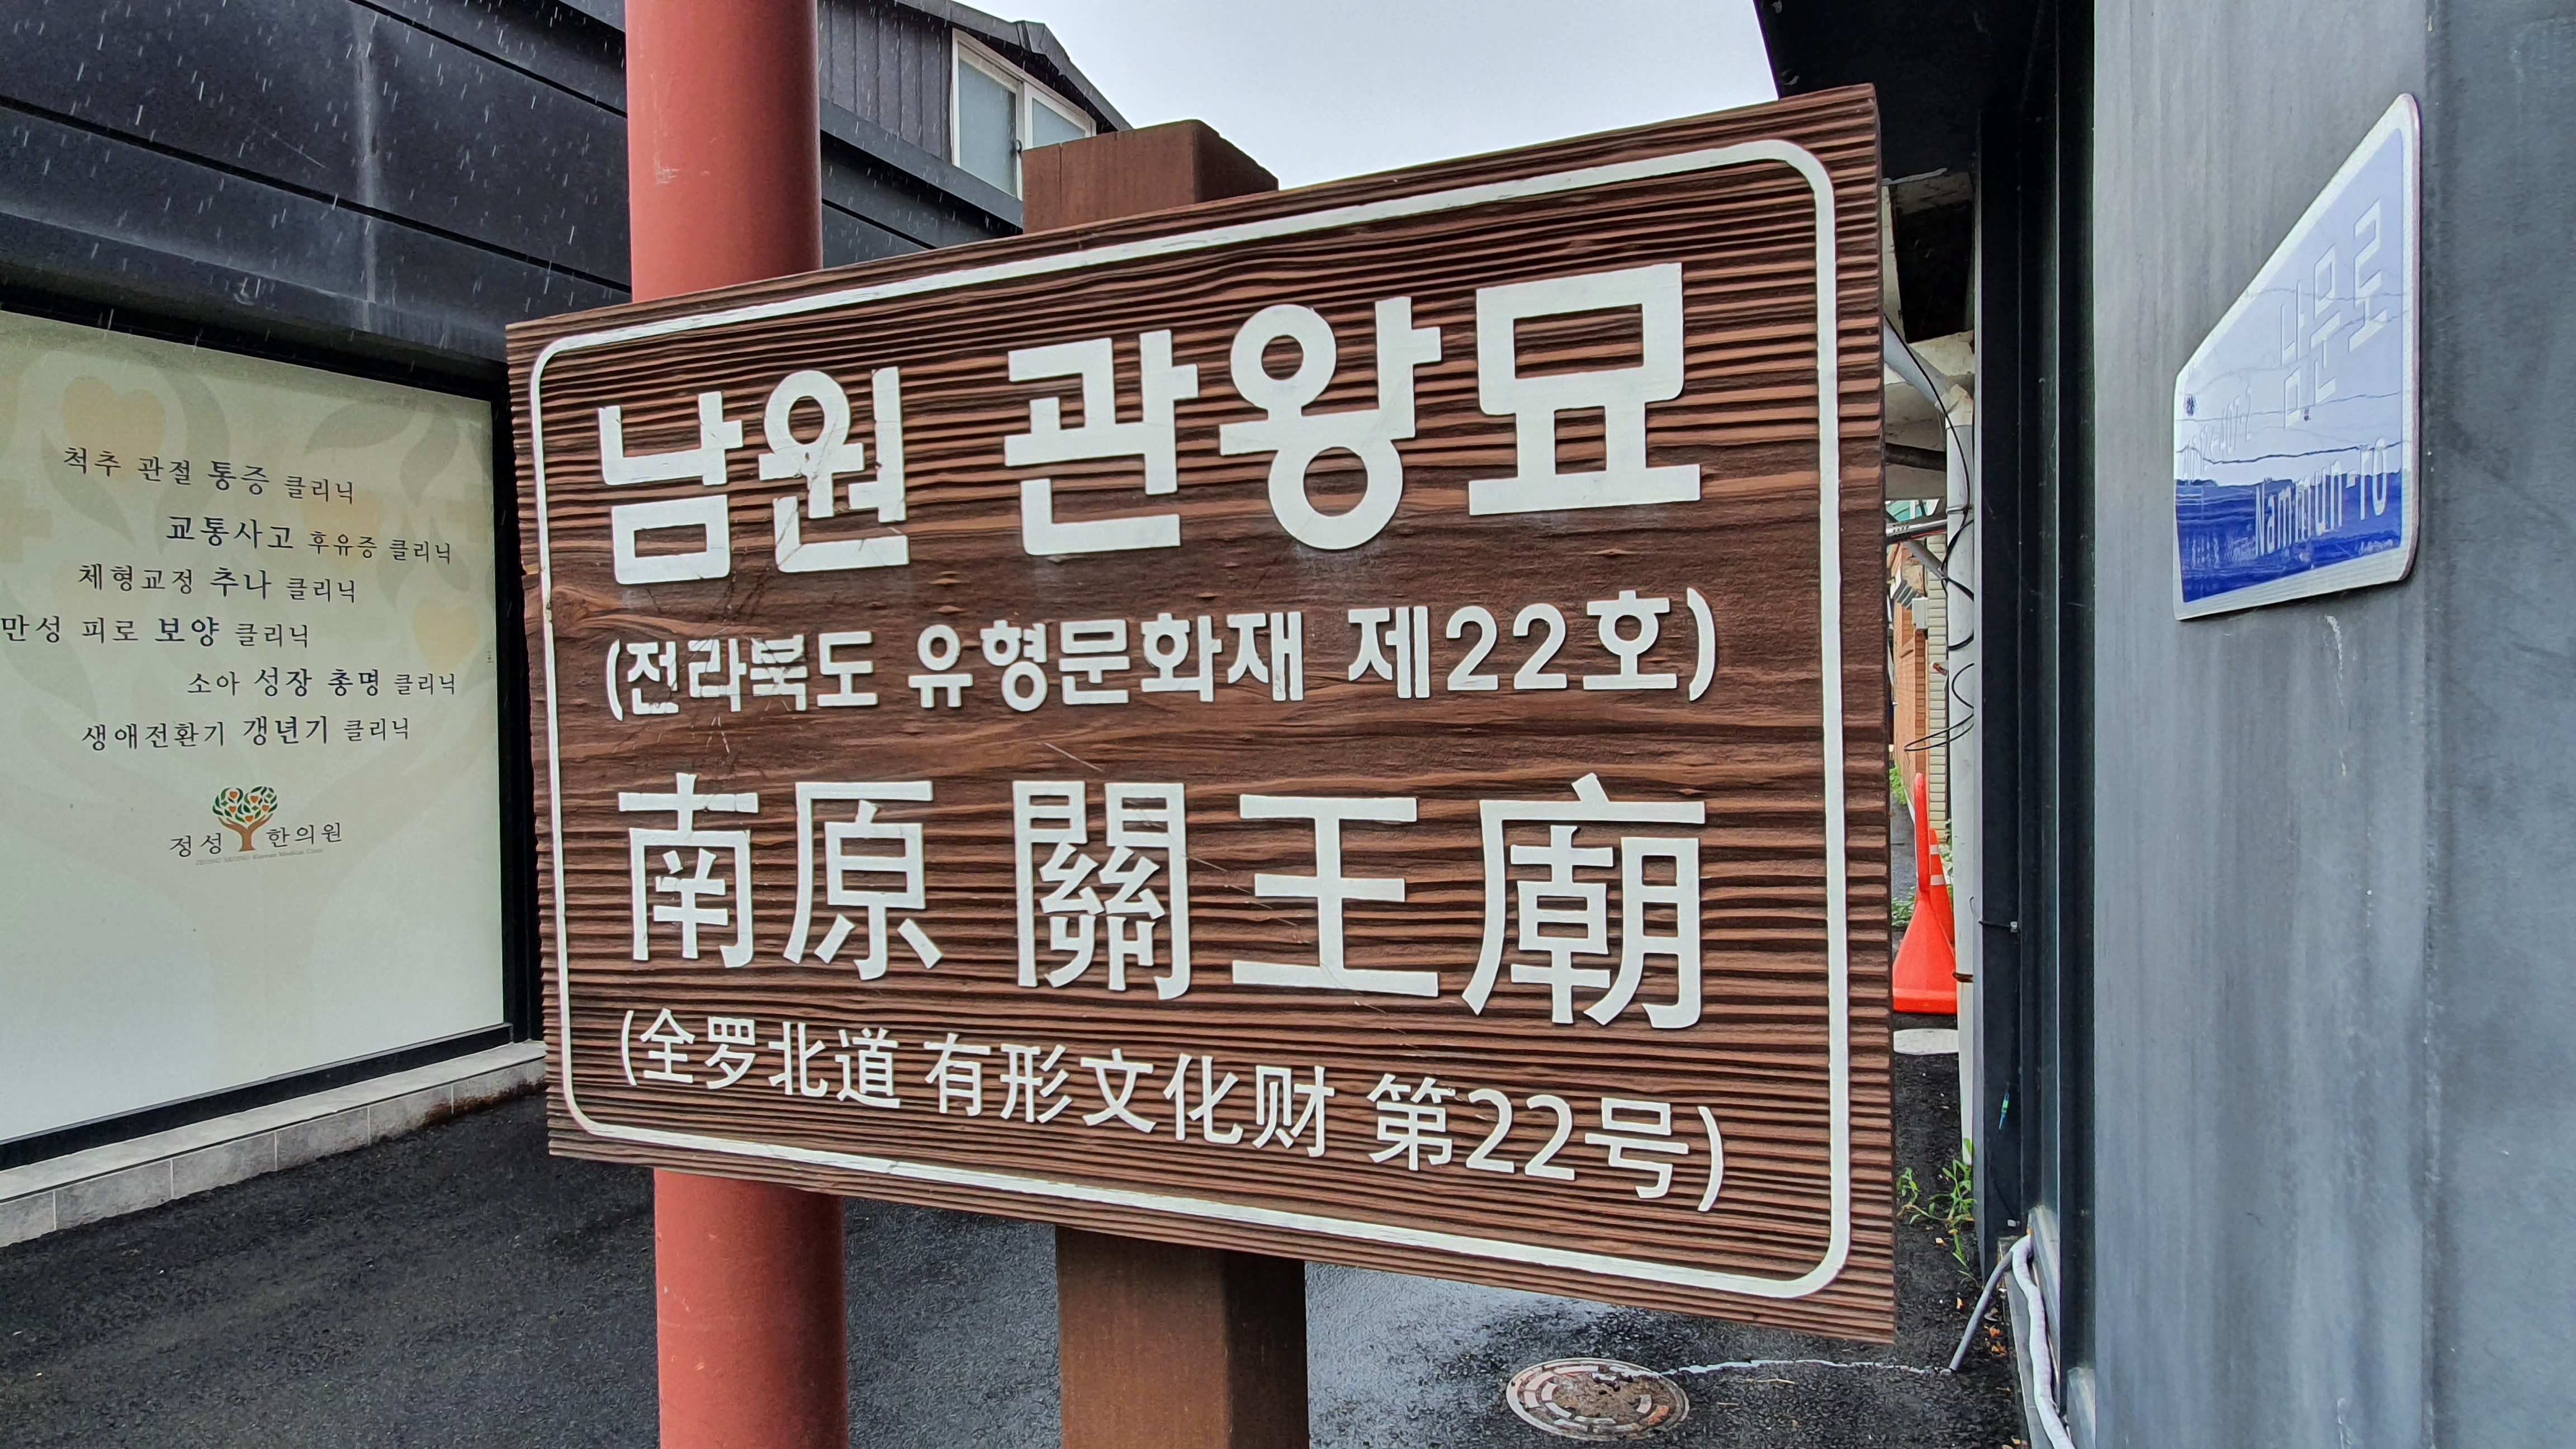 남원 관왕묘
(전라북도 유형문화재 제22호)
南原 關王廟
(全罗北道 有形文化财 第22号)
척추 관절 통증 클리닉
교통사고 후유증 클리닉
체형교정 추나 클리닉
만성 피로 보양 클리닉
소아 성장 총명 클리닉
생애전환기 갱년기 클리닉
정성 한의원
남문로
Nammun-ro